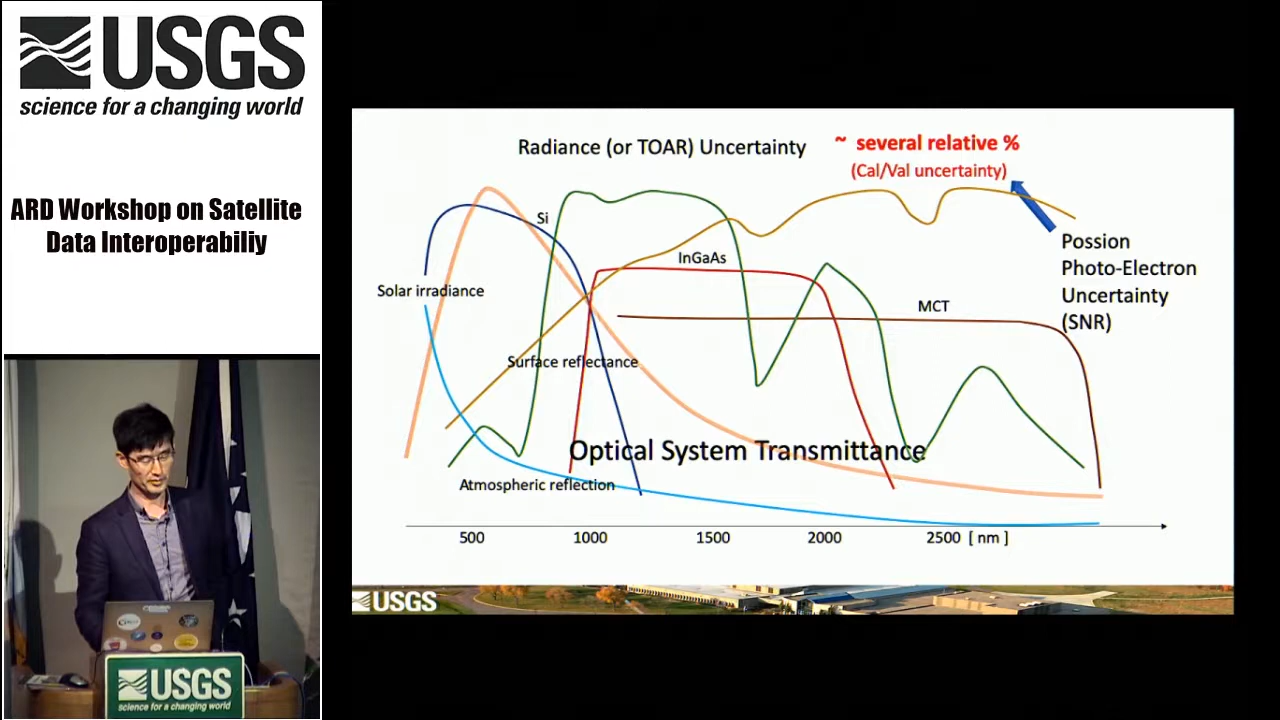 USGS
science for a changing world
ARD Workshop on Satellite
Data Interoperabiliy
Radiance (or TOAR) Uncertainty
~ several relative %
(Cal/Val uncertainty)
Si
Possion
Photo-Electron
Uncertainty
(SNR)
InGaAs
Solar irradiance
MCT
Surface reflectance
Optical System Transmittance
Atmospheric reflection
500 1000 1500 2000 2500 [ nm ]
USGS
USGS
science for a changing world